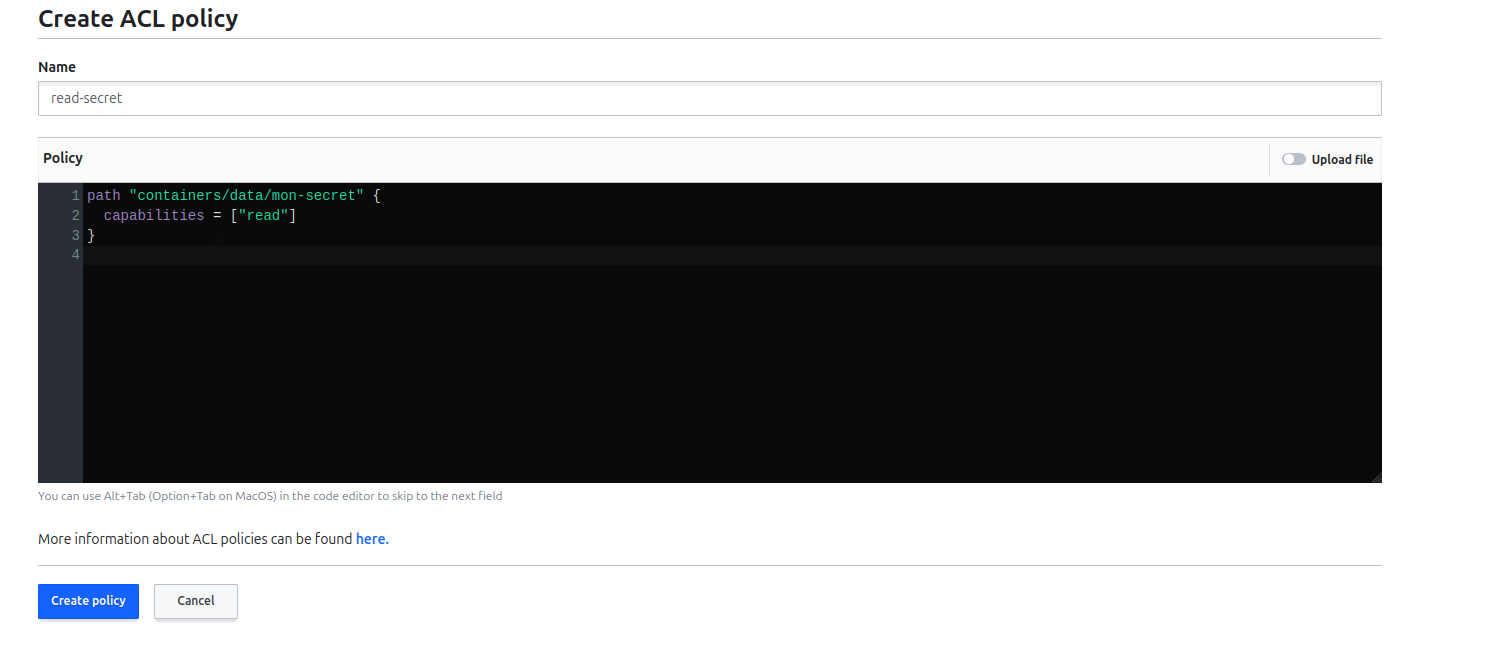 Create ACL policy
Name
read-secret
Policy
Upload file
1 path "containers/data/mon-secret" {
2   capabilities = ["read"]
3 }
4
You can use Alt+Tab (Option+Tab on MacOS) in the code editor to skip to the next field
More information about ACL policies can be found here.
Create policy
Cancel